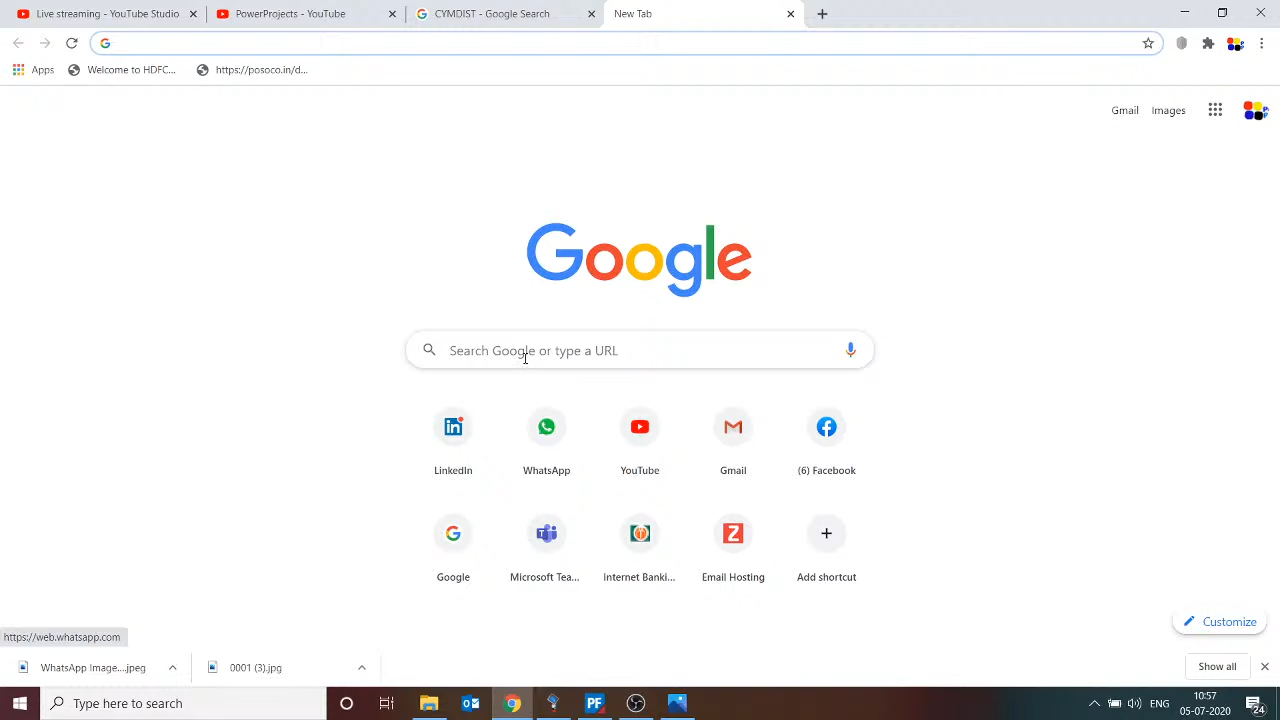 Live streaming - YouTube Studio
PowerProjects - YouTube
CYMDIST - Google Search
New Tab
Apps
Welcome to HDFC...
https://posoco.in/d...
Gmail
Images
Google
Search Google or type a URL
LinkedIn
WhatsApp
YouTube
Gmail
(6) Facebook
Google
Microsoft Tea...
Internet Banki...
Email Hosting
Add shortcut
Customize
https://web.whatsapp.com
WhatsApp Image....jpeg
0001 (3).jpg
Show all
Type here to search
PF
ENG
10:57
05-07-2020
24